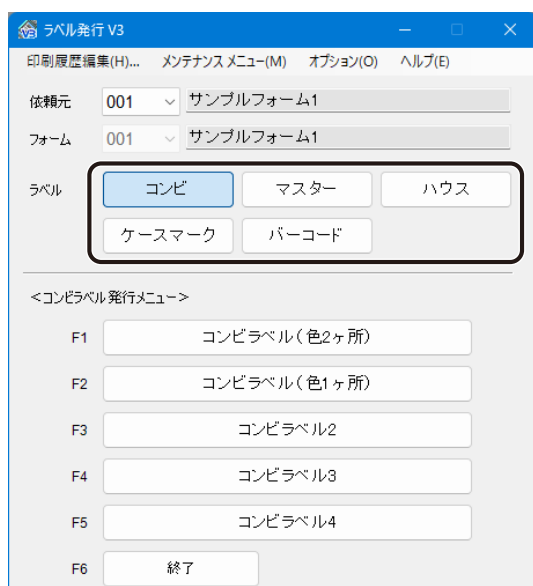 ラベル発行 V3
印刷履歴編集(H)... メンテナンス メニュー(M) オプション(O) ヘルプ(E)
依頼元 001 サンプルフォーム1
フォーム 001 サンプルフォーム1
ラベル コンビ マスター ハウス
ケースマーク バーコード
<コンビラベル発行メニュー>
F1 コンビラベル(色2ヶ所)
F2 コンビラベル(色1ヶ所)
F3 コンビラベル2
F4 コンビラベル3
F5 コンビラベル4
F6 終了